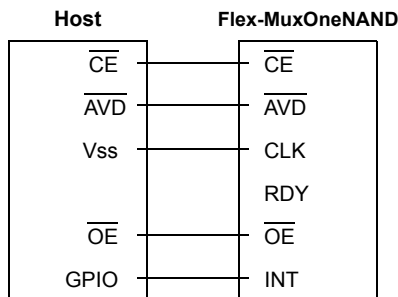 Host Flex-MuxOneNAND
CE CE
AVD AVD
Vss CLK
RDY
OE OE
GPIO INT